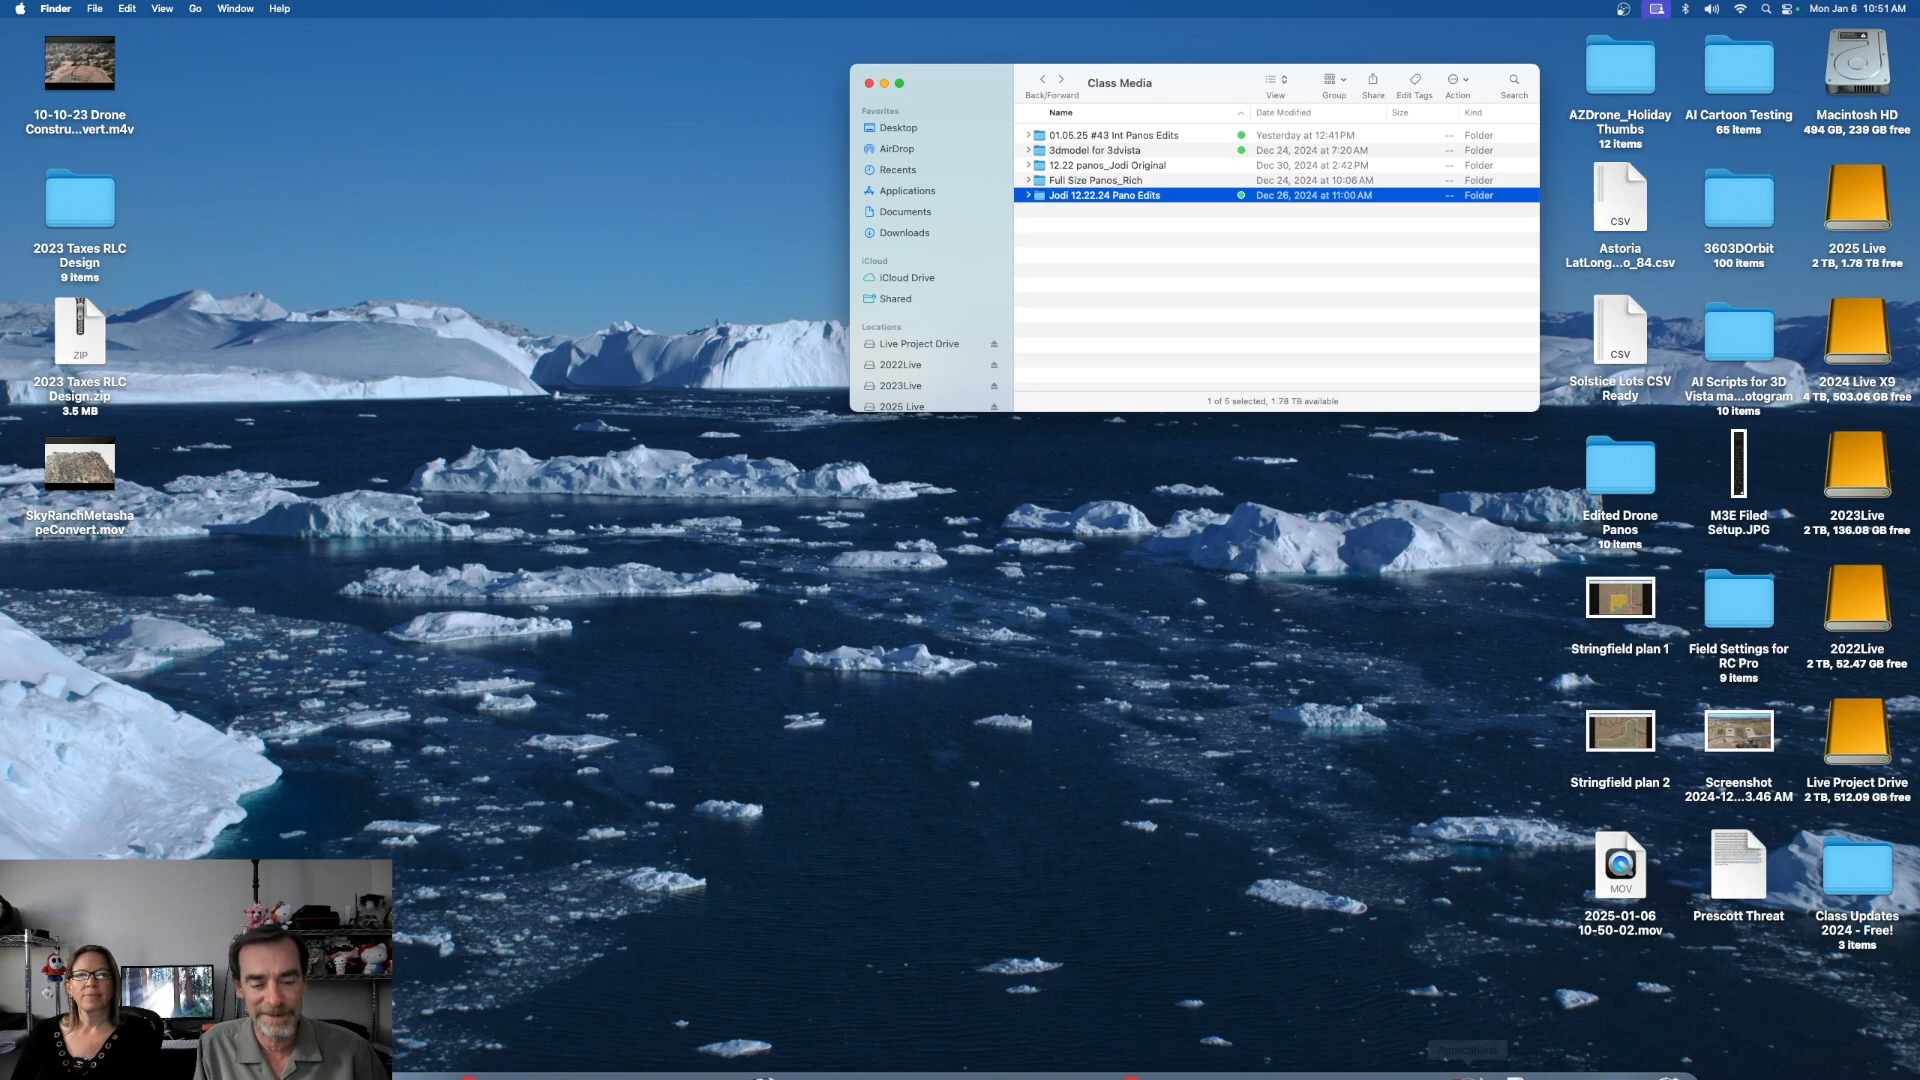 Finder File Edit View Go Window Help
Mon Jan 6 10:51 AM
10-10-23 Drone
Constru...vert.m4v
2023 Taxes RLC
Design
9 items
ZIP
2023 Taxes RLC
Design.zip
3.5 MB
SkyRanchMetasha
peConvert.mov
Favorites
Desktop
AirDrop
Recents
Applications
Documents
Downloads
iCloud
iCloud Drive
Shared
Locations
Live Project Drive
2022Live
2023Live
2025 Live
Back/Forward
Class Media
View
Group
Share
Edit Tags
Action
Search
Name Date Modified Size Kind
01.05.25 #43 Int Panos Edits Yesterday at 12:41 PM -- Folder
3dmodel for 3dvista Dec 24, 2024 at 7:20 AM -- Folder
12.22 panos_Jodi Original Dec 30, 2024 at 2:42 PM -- Folder
Full Size Panos_Rich Dec 24, 2024 at 10:06 AM -- Folder
Jodi 12.22.24 Pano Edits Dec 26, 2024 at 11:00 AM -- Folder
1 of 5 selected, 1.78 TB available
AZDrone_Holiday
Thumbs
12 items
AI Cartoon Testing
65 items
Macintosh HD
494 GB, 239 GB free
CSV
Astoria
LatLong...o_84.csv
3603DOrbit
100 items
2025 Live
2 TB, 1.78 TB free
CSV
Solstice Lots CSV
Ready
AI Scripts for 3D
Vista ma...otogram
10 items
2024 Live X9
4 TB, 503.06 GB free
Edited Drone
Panos
10 items
M3E Filed
Setup.JPG
2023Live
2 TB, 136.08 GB free
Stringfield plan 1
Field Settings for
RC Pro
9 items
2022Live
2 TB, 52.47 GB free
Stringfield plan 2
Screenshot
2024-12...3.46 AM
Live Project Drive
2 TB, 512.09 GB free
MOV
2025-01-06
10-50-02.mov
Prescott Threat
Class Updates
2024 - Free!
3 items
Applications